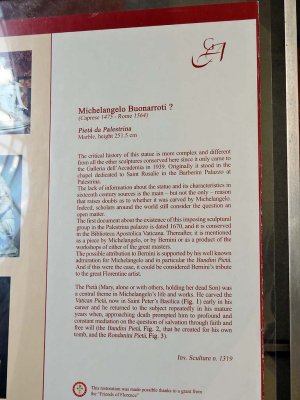 Michelangelo Buonarroti ?
(Caprese 1475 - Rome 1564)
Pietà da Palestrina
Marble, height 251.5 cm
The critical history of this statue is more complex and different
from all the other sculptures conserved here since it only came to
the Galleria dell'Accademia in 1939. Originally it stood in the
chapel dedicated to Saint Rosalie in the Barberini Palazzo at
Palestrina.
The lack of information about the statue and its characteristics in
sixteenth century sources is the main – but not the only – reason
that raises doubts as to whether it was carved by Michelangelo.
Indeed, scholars around the world still consider the question an
open matter.
The first document about the existence of this imposing sculptural
group in the Palestrina palazzo is dated 1670, and it is conserved
in the Biblioteca Apostolica Vaticana. Thereafter, it is mentioned
as a piece by Michelangelo, or by Bernini or as a product of the
workshops of either of the great masters.
The possible attribution to Bernini is supported by his well known
admiration for Michelangelo and in particular the Bandini Pietà.
And if this were the case, it could be considered Bernini's tribute
to the great Florentine artist.
The Pietà (Mary, alone or with others, holding her dead Son) was
a central theme in Michelangelo's life and works. He carved the
Vatican Pietà, now in Saint Peter's Basilica (Fig. 1) early in his
career and he returned to the subject repeatedly in his mature
years when, approaching death prompted him to profound and
constant mediation on the question of salvation through faith and
free will (the Bandini Pietà, Fig. 2, that he created for his own
tomb, and the Rondanini Pietà, Fig. 3).
Inv. Sculture n. 1319
This restoration was made possible thanks to a grant from
the "Friends of Florence"